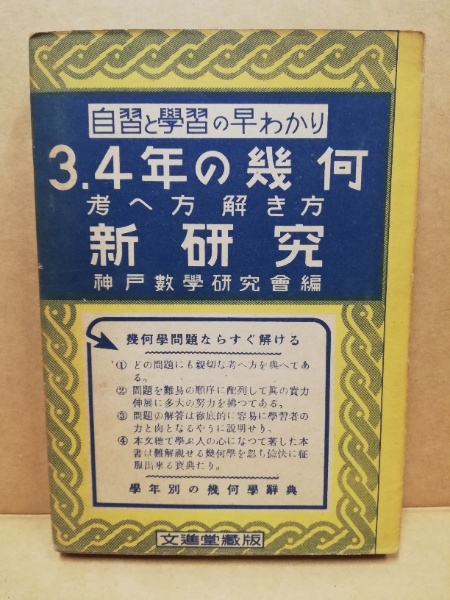 自習と學習の早わかり
3.4年の幾何
考へ方 解き方
新研究
神戸數學研究會編
幾何學問題ならすぐ解ける
① どの問題にも親切な考へ方を與へてあ
る。
② 問題を難易の順序に配列して眞の實力
伸展に多大の努力を拂つてある。
③ 問題の解答は徹底的に容易に學習者の
力と肉となるやうに説明せり。
④ 本文穂て學ぶ人の心になつて著した本
書は難解視せる幾何學を忽ち愉快に征
服出來る寶典たり。
學年別の幾何學辭典
文進堂藏版